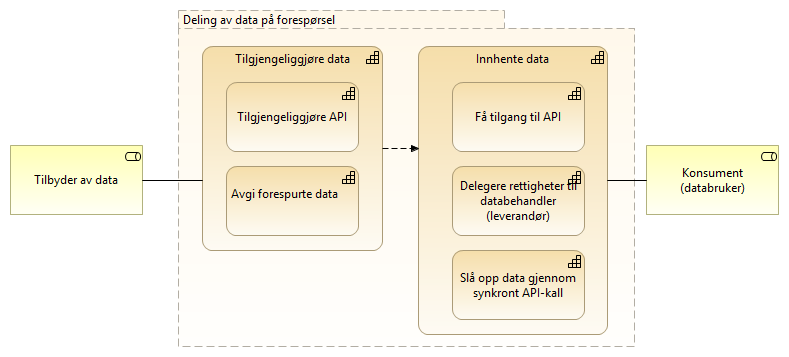 Deling av data på forespørsel
Tilgjengeliggjøre data
Tilgjengeliggjøre API
Avgi forespurte data
Innhente data
Få tilgang til API
Delegere rettigheter til
databehandler
(leverandør)
Slå opp data gjennom
synkront API-kall
Tilbyder av data
Konsument
(databruker)